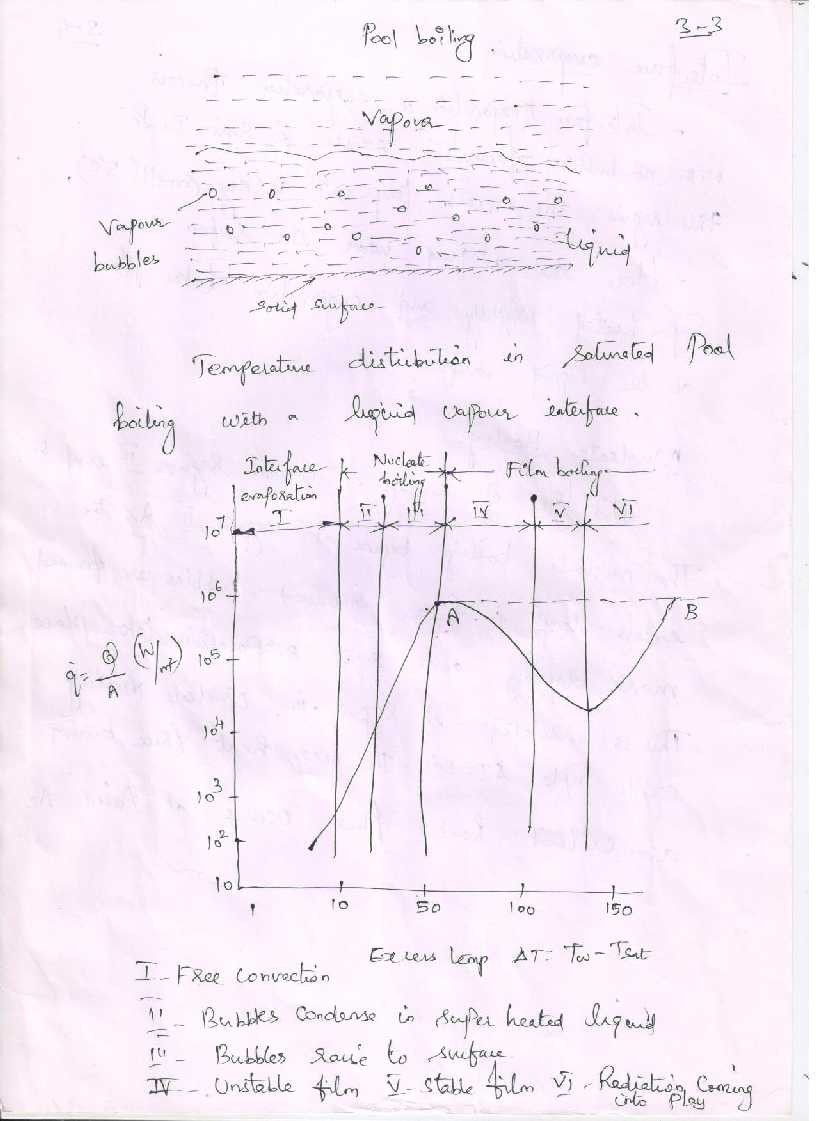 Pool boiling.
3-3
Vapour
Vapour
bubbles
Liquid
Solid surface
Temperature distribution in saturated Pool
boiling with a liquid vapour interface.
Interface
evaporation
Nucleate
boiling
Film boiling.
I II III IV V VI
10⁷
10⁶
A B
10⁵
q̇ = Q/A (W/m²)
10⁴
10³
10²
10
1 10 50 100 150
Excess temp ΔT = Tw - Tsat
I - Free convection
II - Bubbles Condense in super heated liquid
III - Bubbles raise to surface
IV - Unstable film V - Stable film VI - Radiation Coming
into Play